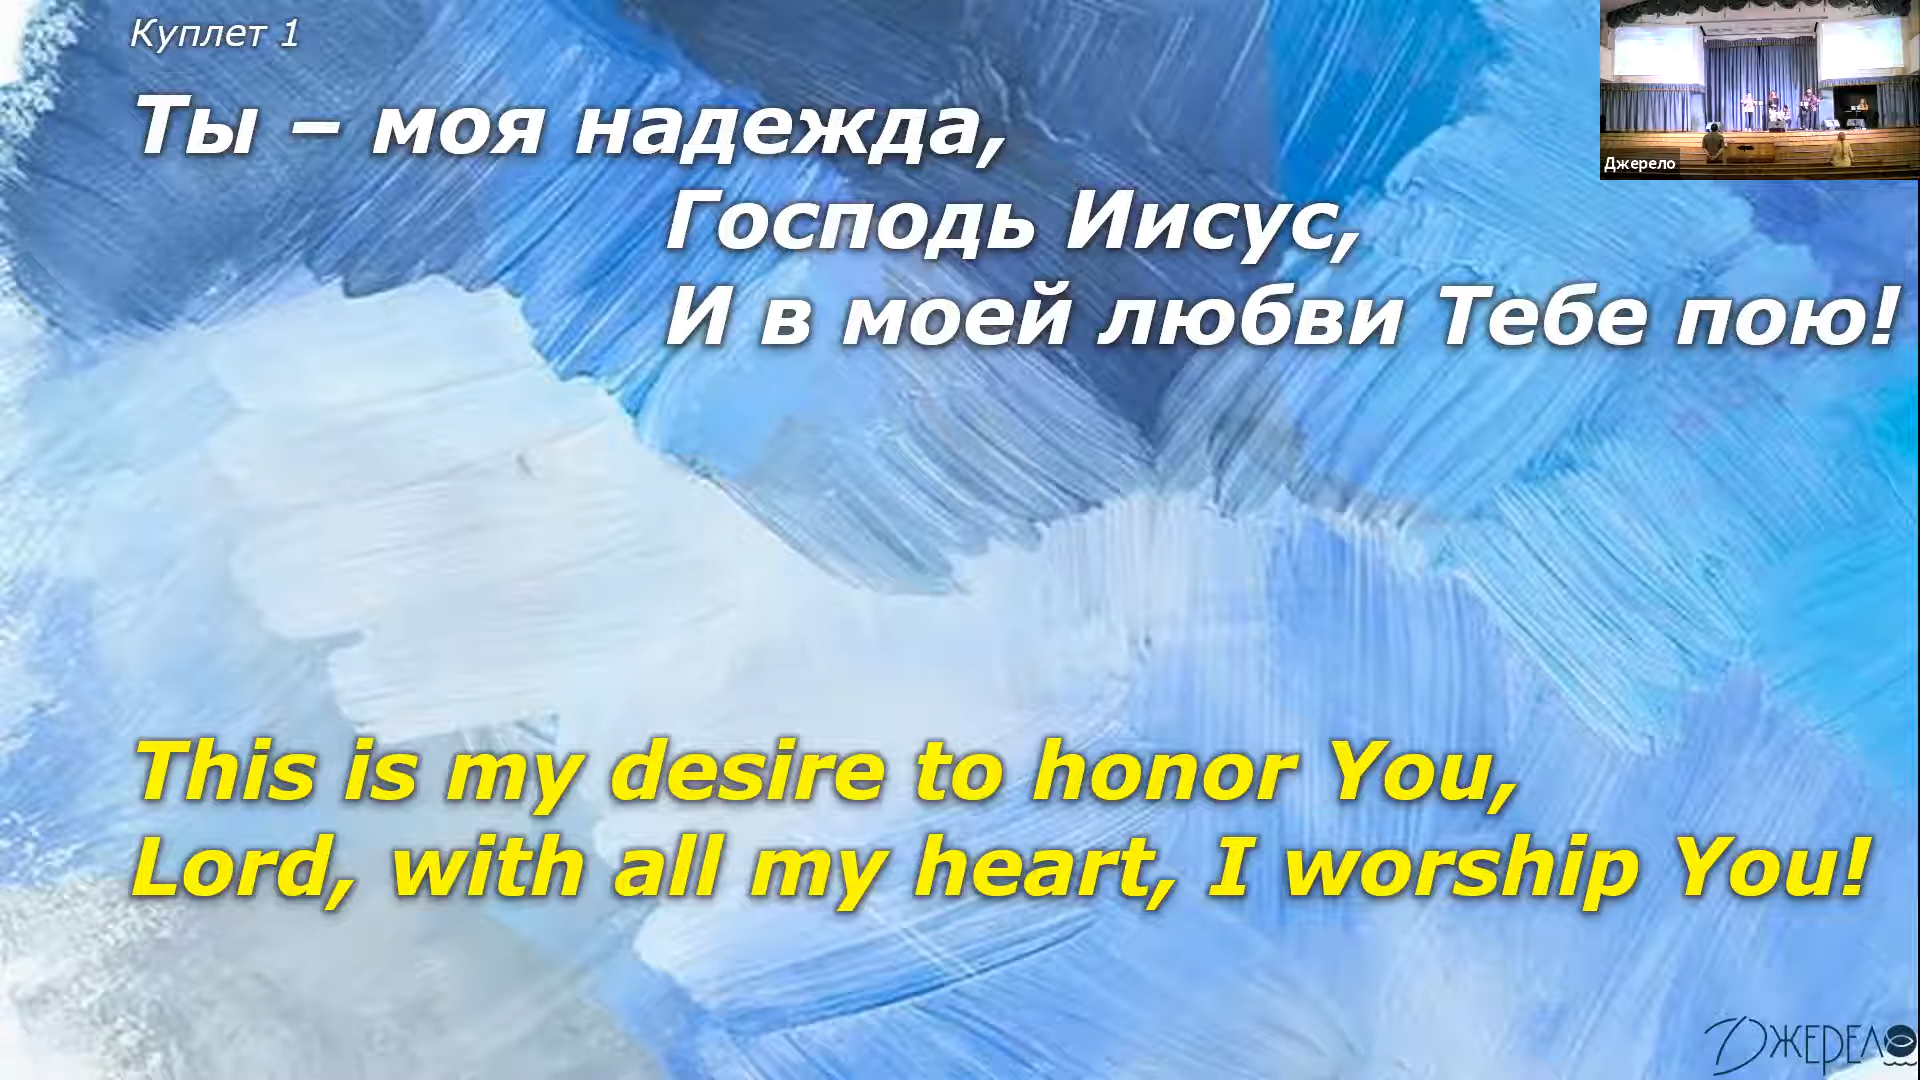 Куплет 1
Ты – моя надежда,
Господь Иисус,
И в моей любви Тебе пою!
Джерело
This is my desire to honor You,
Lord, with all my heart, I worship You!
ДЖЕРЕЛО